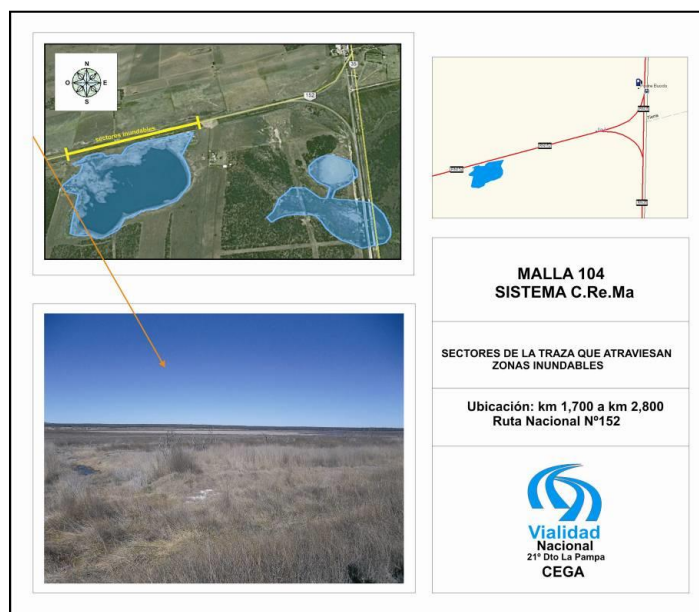 N
O
E
S
sectores inundables
152
35
MALLA 104
SISTEMA C.Re.Ma
SECTORES DE LA TRAZA QUE ATRAVIESAN
ZONAS INUNDABLES
Ubicación: km 1,700 a km 2,800
Ruta Nacional Nº152
Vialidad
Nacional
21º Dto La Pampa
CEGA